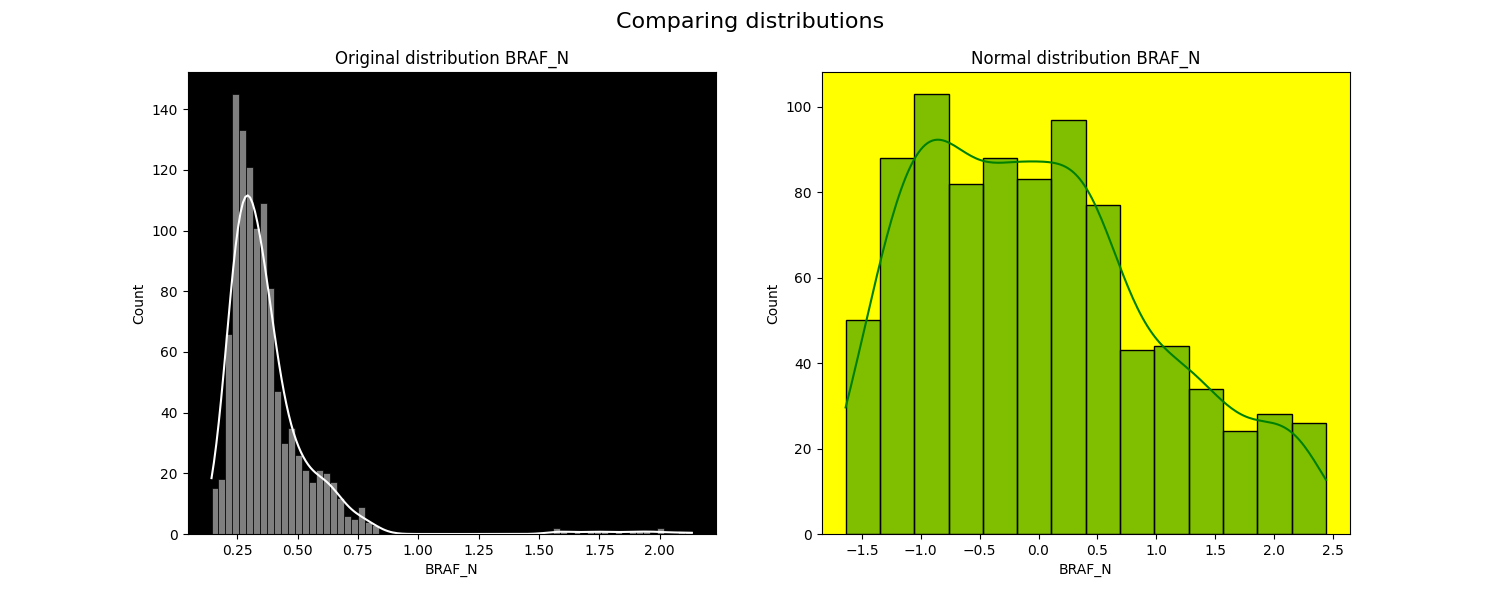 Comparing distributions
Original distribution BRAF_N
Normal distribution BRAF_N
140
120
100
80
60
40
20
0
Count
0.25 0.50 0.75 1.00 1.25 1.50 1.75 2.00
BRAF_N
100
80
60
40
20
0
Count
−1.5 −1.0 −0.5 0.0 0.5 1.0 1.5 2.0 2.5
BRAF_N